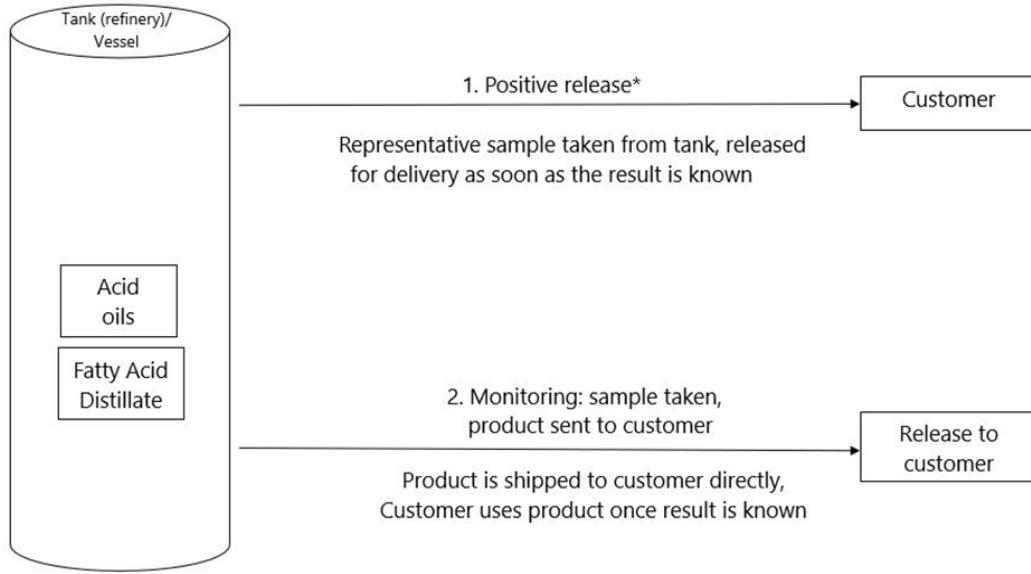 Tank (refinery)/
Vessel
1. Positive release*
Customer
Representative sample taken from tank, released
for delivery as soon as the result is known
Acid
oils
Fatty Acid
Distillate
2. Monitoring: sample taken,
product sent to customer
Release to
customer
Product is shipped to customer directly,
Customer uses product once result is known